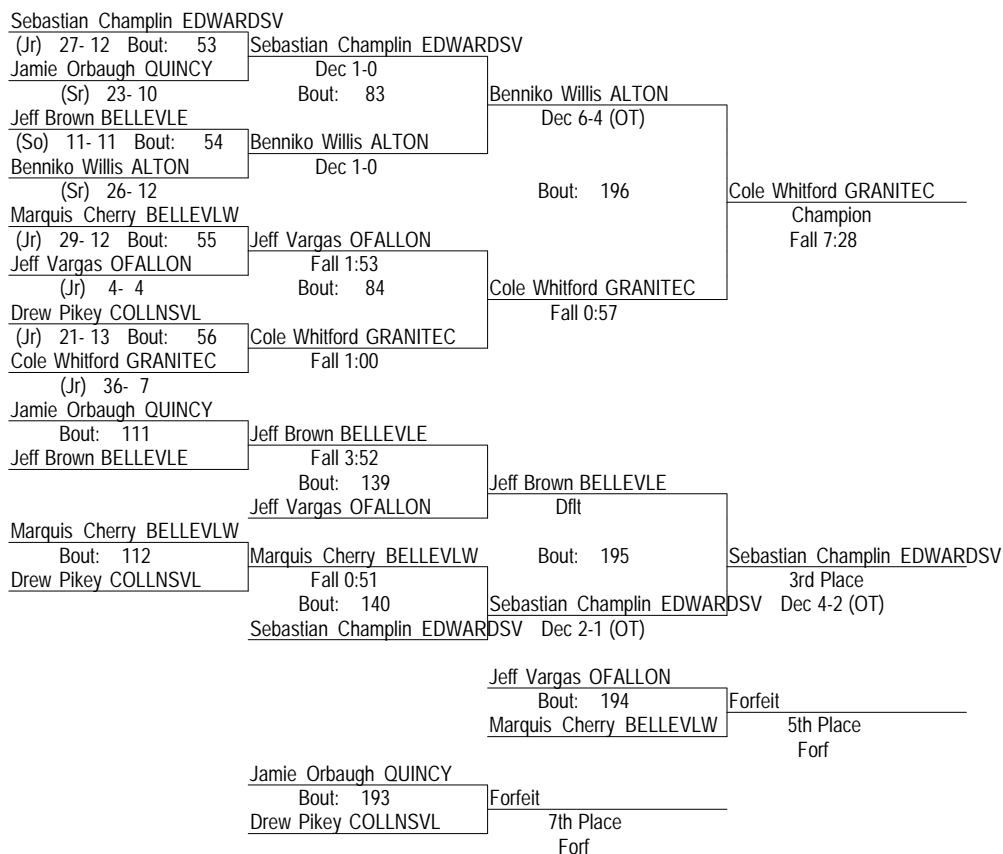 Sebastian Champlin EDWARDSV
(Jr) 27- 12 Bout: 53 Sebastian Champlin EDWARDSV
Jamie Orbaugh QUINCY Dec 1-0
(Sr) 23- 10 Bout: 83 Benniko Willis ALTON
Jeff Brown BELLEVLE Dec 6-4 (OT)
(So) 11- 11 Bout: 54 Benniko Willis ALTON
Benniko Willis ALTON Dec 1-0
(Sr) 26- 12 Bout: 196 Cole Whitford GRANITEC
Marquis Cherry BELLEVLW Champion
(Jr) 29- 12 Bout: 55 Jeff Vargas OFALLON Fall 7:28
Jeff Vargas OFALLON Fall 1:53
(Jr) 4- 4 Bout: 84 Cole Whitford GRANITEC
Drew Pikey COLLNSVL Fall 0:57
(Jr) 21- 13 Bout: 56 Cole Whitford GRANITEC
Cole Whitford GRANITEC Fall 1:00
(Jr) 36- 7
Jamie Orbaugh QUINCY
Bout: 111 Jeff Brown BELLEVLE
Jeff Brown BELLEVLE Fall 3:52
Bout: 139 Jeff Brown BELLEVLE
Jeff Vargas OFALLON Dflt
Marquis Cherry BELLEVLW
Bout: 112 Marquis Cherry BELLEVLW Bout: 195 Sebastian Champlin EDWARDSV
Drew Pikey COLLNSVL Fall 0:51 3rd Place
Bout: 140 Sebastian Champlin EDWARDSV Dec 4-2 (OT)
Sebastian Champlin EDWARDSV Dec 2-1 (OT)
Jeff Vargas OFALLON
Bout: 194 Forfeit
Marquis Cherry BELLEVLW 5th Place
Forf
Jamie Orbaugh QUINCY
Bout: 193 Forfeit
Drew Pikey COLLNSVL 7th Place
Forf